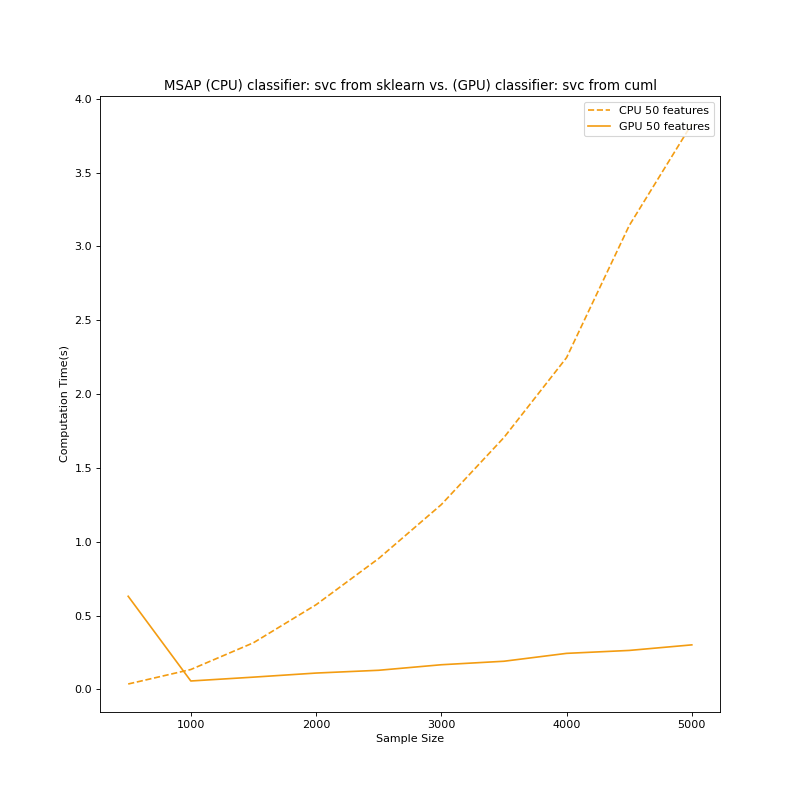 MSAP (CPU) classifier: svc from sklearn vs. (GPU) classifier: svc from cuml
CPU 50 features
GPU 50 features
4.0
3.5
3.0
2.5
2.0
1.5
1.0
0.5
0.0
Computation Time(s)
1000 2000 3000 4000 5000
Sample Size